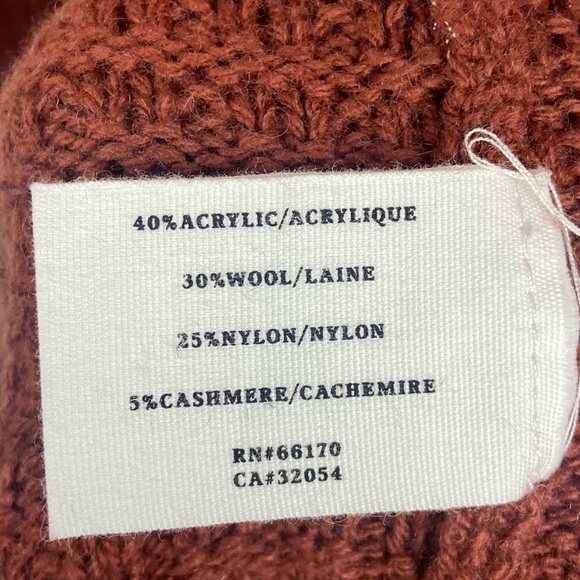 40%ACRYLIC/ACRYLIQUE
30%WOOL/LAINE
25%NYLON/NYLON
5%CASHMERE/CACHEMIRE
RN#66170
CA#32054